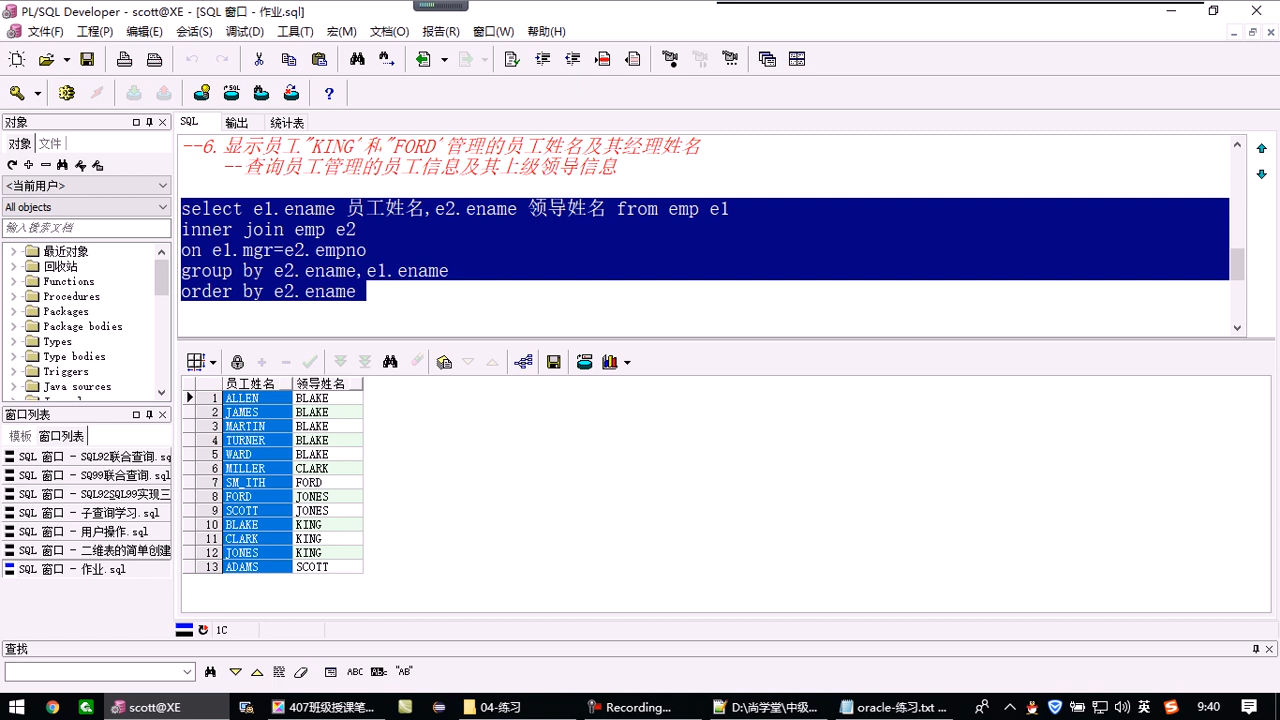 PL/SQL Developer - scott@XE - [SQL 窗口 - 作业.sql]
文件(F) 工程(P) 编辑(E) 会话(S) 调试(D) 工具(T) 宏(M) 文档(O) 报告(R) 窗口(W) 帮助(H)
对象
对象 文件
<当前用户>
All objects
输入搜索文档
最近对象
回收站
Functions
Procedures
Packages
Package bodies
Types
Type bodies
Triggers
Java sources
窗口列表
模板 窗口列表
SQL 窗口 - SQL92联合查询.sq
SQL 窗口 - SQ99联合查询.sql
SQL 窗口 - SQL92SQL99实现三
SQL 窗口 - 子查询学习.sql
SQL 窗口 - 用户操作.sql
SQL 窗口 - 二维表的简单创建
SQL 窗口 - 作业.sql
SQL 输出 统计表
--6.显示员工"KING'和"FORD'管理的员工姓名及其经理姓名
--查询员工管理的员工信息及其上级领导信息
select e1.ename 员工姓名,e2.ename 领导姓名 from emp e1
inner join emp e2
on e1.mgr=e2.empno
group by e2.ename,e1.ename
order by e2.ename
员工姓名 领导姓名
1 ALLEN BLAKE
2 JAMES BLAKE
3 MARTIN BLAKE
4 TURNER BLAKE
5 WARD BLAKE
6 MILLER CLARK
7 SM_ITH FORD
8 FORD JONES
9 SCOTT JONES
10 BLAKE KING
11 CLARK KING
12 JONES KING
13 ADAMS SCOTT
1C
查找
ABC ABc "AB"
scott@XE 407班级授课笔... 04-练习 Recording... D:\尚学堂\中级... oracle-练习.txt ... 英 9:40